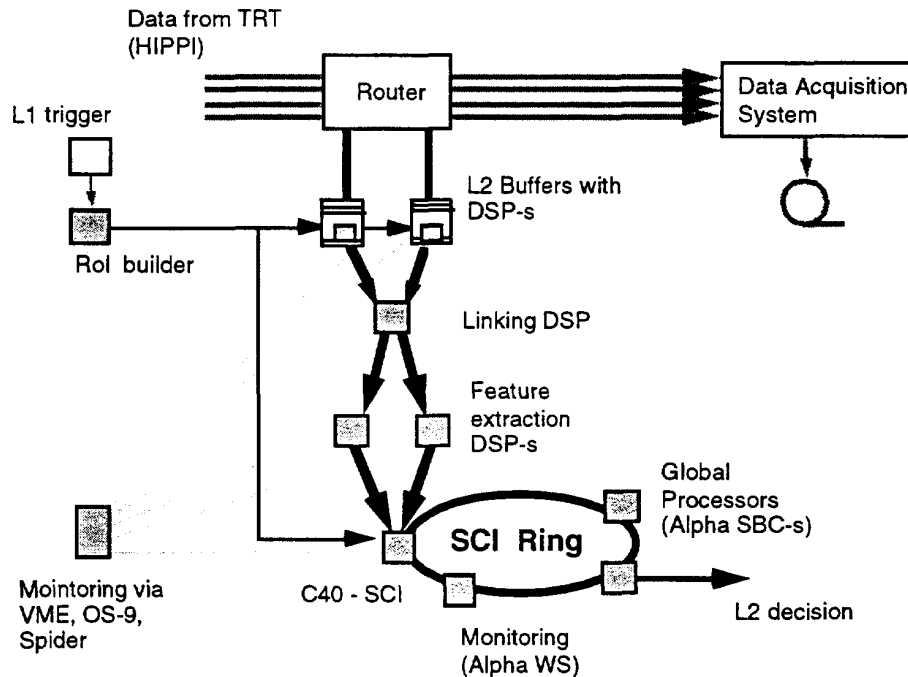 Data from TRT
(HIPPI)
Router
Data Acquisition
System
L1 trigger
L2 Buffers with
DSP-s
RoI builder
Linking DSP
Feature
extraction
DSP-s
Global
Processors
(Alpha SBC-s)
SCI Ring
Mointoring via
VME, OS-9,
Spider
C40 - SCI
L2 decision
Monitoring
(Alpha WS)